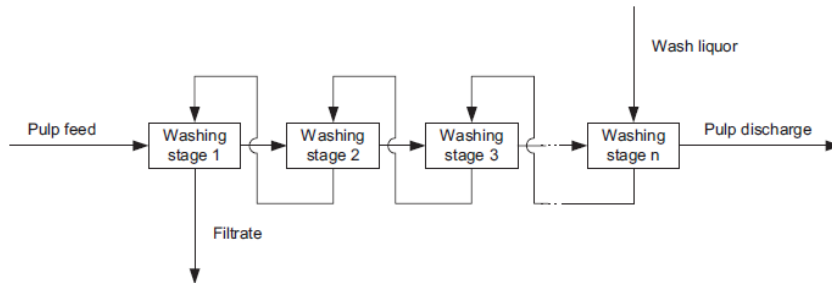 Wash liquor
Pulp feed
Washing
stage 1
Washing
stage 2
Washing
stage 3
Washing
stage n
Pulp discharge
Filtrate